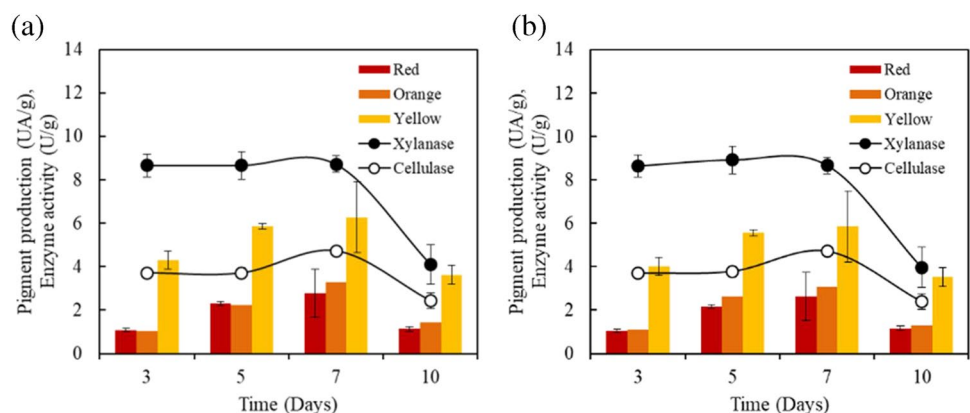 (a)
Pigment production (UA/g),
Enzyme activity (U/g)
14
12
10
8
6
4
2
0
Red
Orange
Yellow
Xylanase
Cellulase
3 5 7 10
Time (Days)
(b)
Pigment production (UA/g),
Enzyme activity (U/g)
14
12
10
8
6
4
2
0
Red
Orange
Yellow
Xylanase
Cellulase
3 5 7 10
Time (Days)